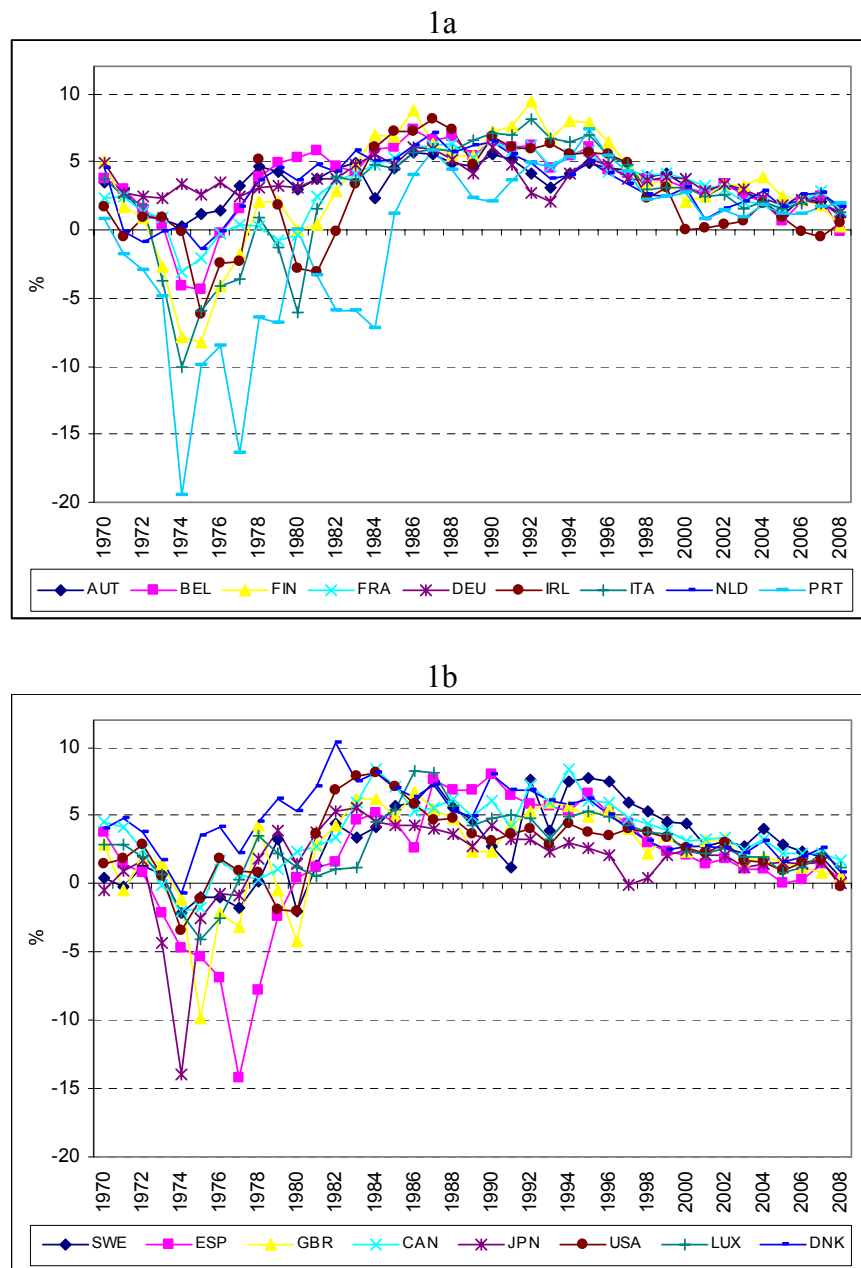 1a
10
5
0
-5
-10
-15
-20
%
1970 1972 1974 1976 1978 1980 1982 1984 1986 1988 1990 1992 1994 1996 1998 2000 2002 2004 2006 2008
AUT BEL FIN FRA DEU IRL ITA NLD PRT
1b
10
5
0
-5
-10
-15
-20
%
1970 1972 1974 1976 1978 1980 1982 1984 1986 1988 1990 1992 1994 1996 1998 2000 2002 2004 2006 2008
SWE ESP GBR CAN JPN USA LUX DNK